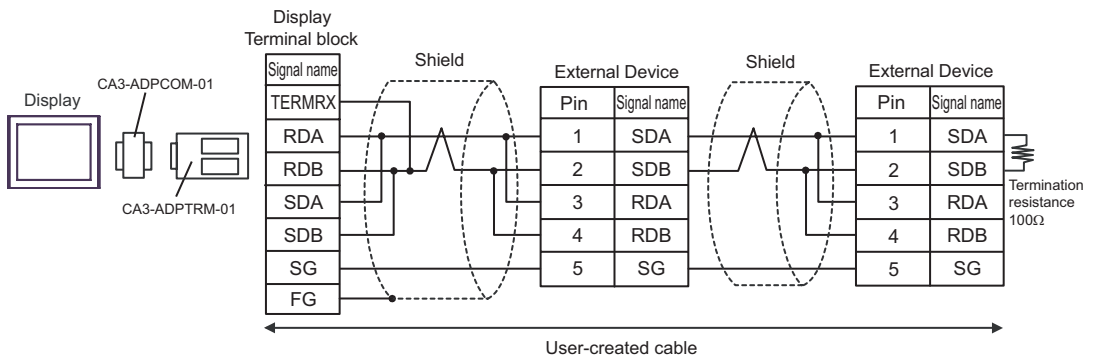 Display
Terminal block
Signal name
TERMRX
RDA
RDB
SDA
SDB
SG
FG
Display
CA3-ADPCOM-01
CA3-ADPTRM-01
Shield
External Device
Pin Signal name
1 SDA
2 SDB
3 RDA
4 RDB
5 SG
Shield
External Device
Pin Signal name
1 SDA
2 SDB
3 RDA
4 RDB
5 SG
Termination
resistance
100Ω
User-created cable